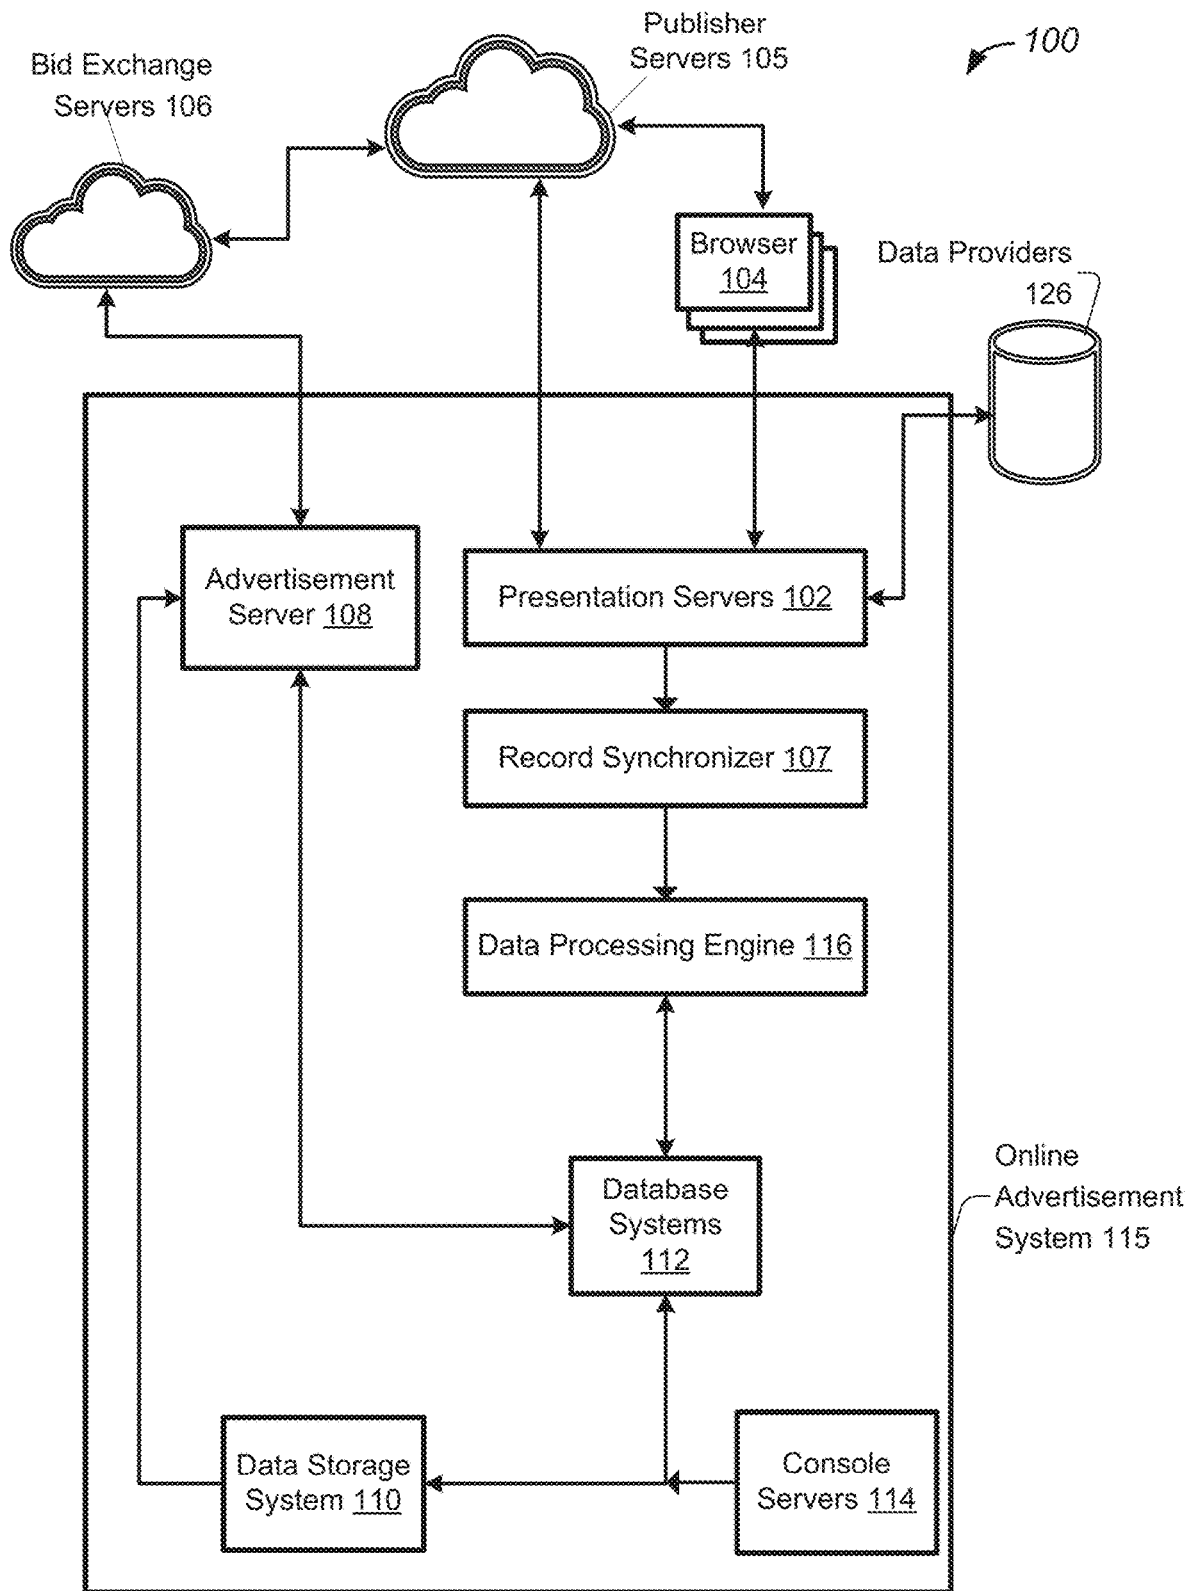 100
Publisher
Servers 105
Bid Exchange
Servers 106
Browser
104
Data Providers
126
Advertisement
Server 108
Presentation Servers 102
Record Synchronizer 107
Data Processing Engine 116
Database
Systems
112
Online
Advertisement
System 115
Data Storage
System 110
Console
Servers 114